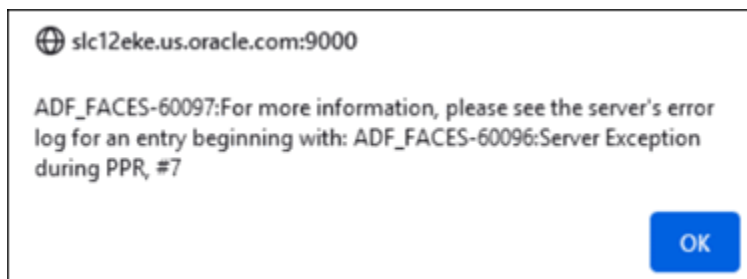 slc12eke.us.oracle.com:9000
ADF_FACES-60097:For more information, please see the server's error
log for an entry beginning with: ADF_FACES-60096:Server Exception
during PPR, #7
OK